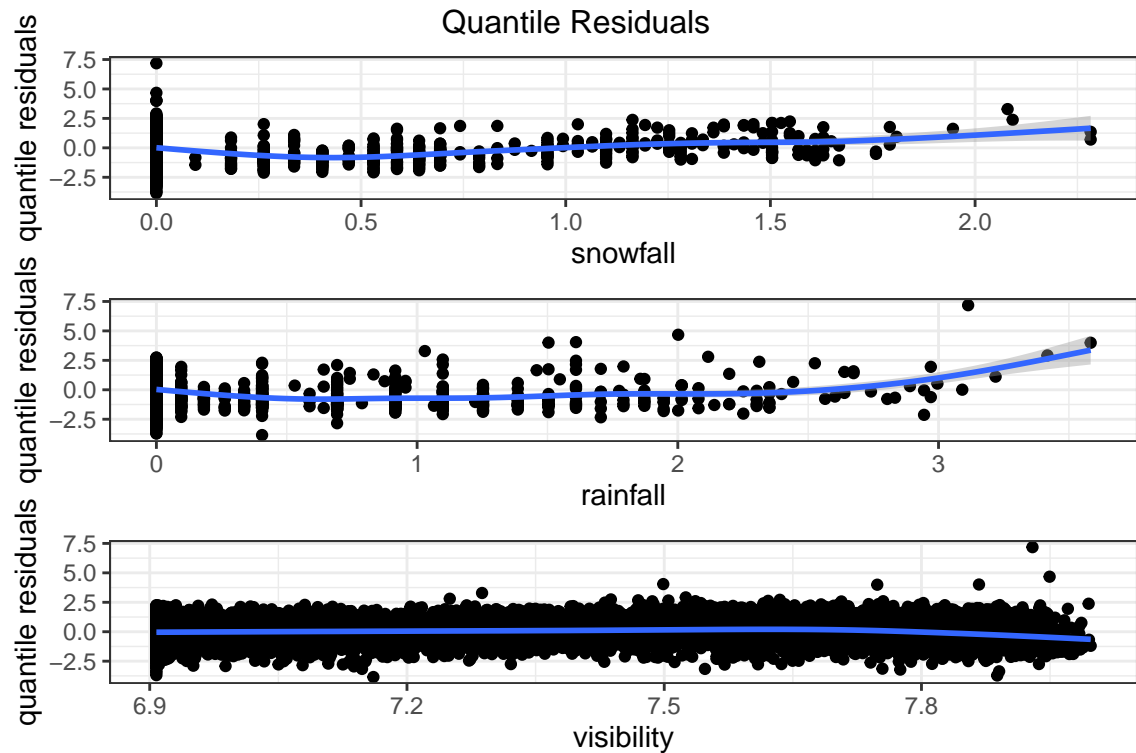 Quantile Residuals
quantile residuals
7.5
5.0
2.5
0.0
−2.5
0.0 0.5 1.0 1.5 2.0
snowfall
quantile residuals
7.5
5.0
2.5
0.0
−2.5
0 1 2 3
rainfall
quantile residuals
7.5
5.0
2.5
0.0
−2.5
6.9 7.2 7.5 7.8
visibility